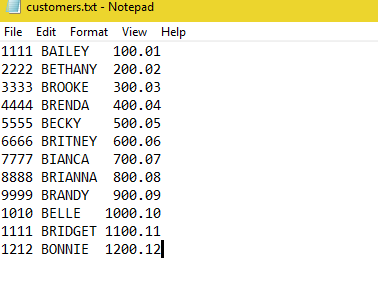 customers.txt - Notepad
File Edit Format View Help
1111 BAILEY   100.01
2222 BETHANY  200.02
3333 BROOKE   300.03
4444 BRENDA   400.04
5555 BECKY    500.05
6666 BRITNEY  600.06
7777 BIANCA   700.07
8888 BRIANNA  800.08
9999 BRANDY   900.09
1010 BELLE   1000.10
1111 BRIDGET 1100.11
1212 BONNIE  1200.12